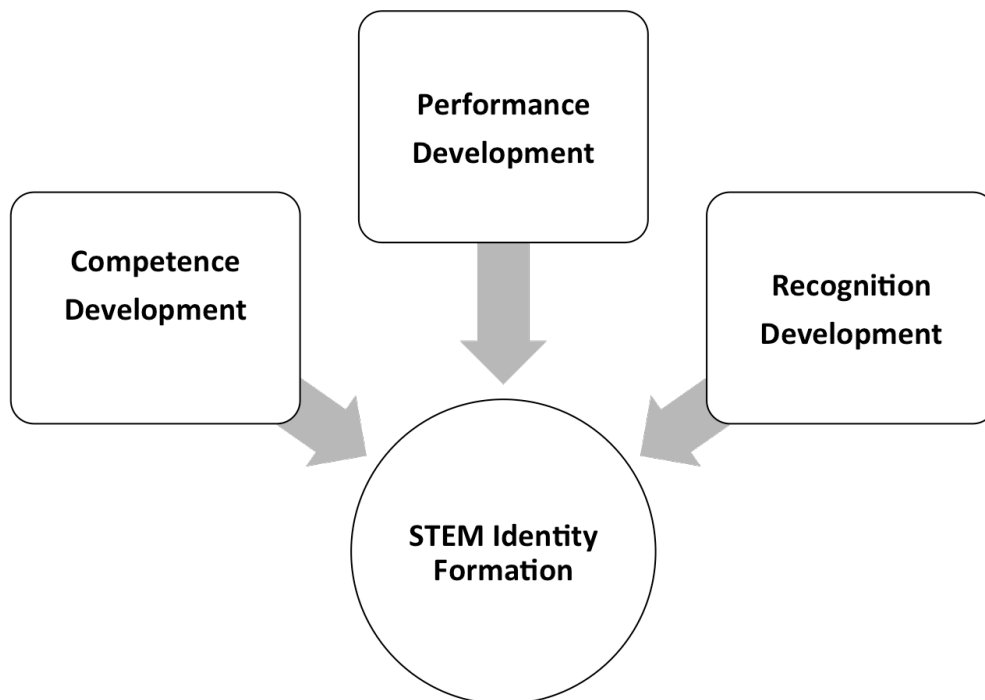 Performance
Development
Competence
Development
Recognition
Development
STEM Identity
Formation